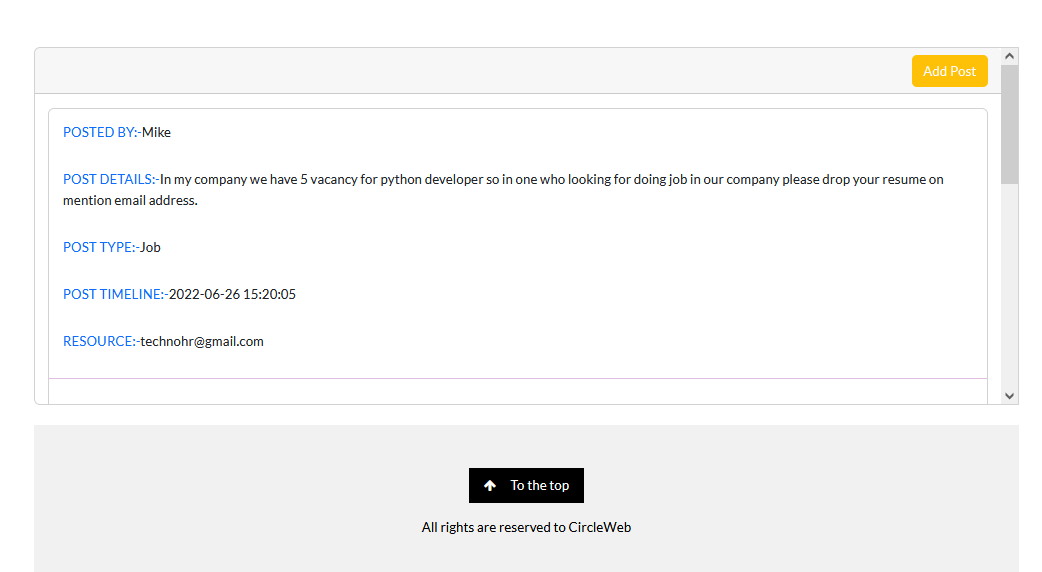 Add Post
POSTED BY:-Mike
POST DETAILS:-In my company we have 5 vacancy for python developer so in one who looking for doing job in our company please drop your resume on
mention email address.
POST TYPE:-Job
POST TIMELINE:-2022-06-26 15:20:05
RESOURCE:-technohr@gmail.com
To the top
All rights are reserved to CircleWeb